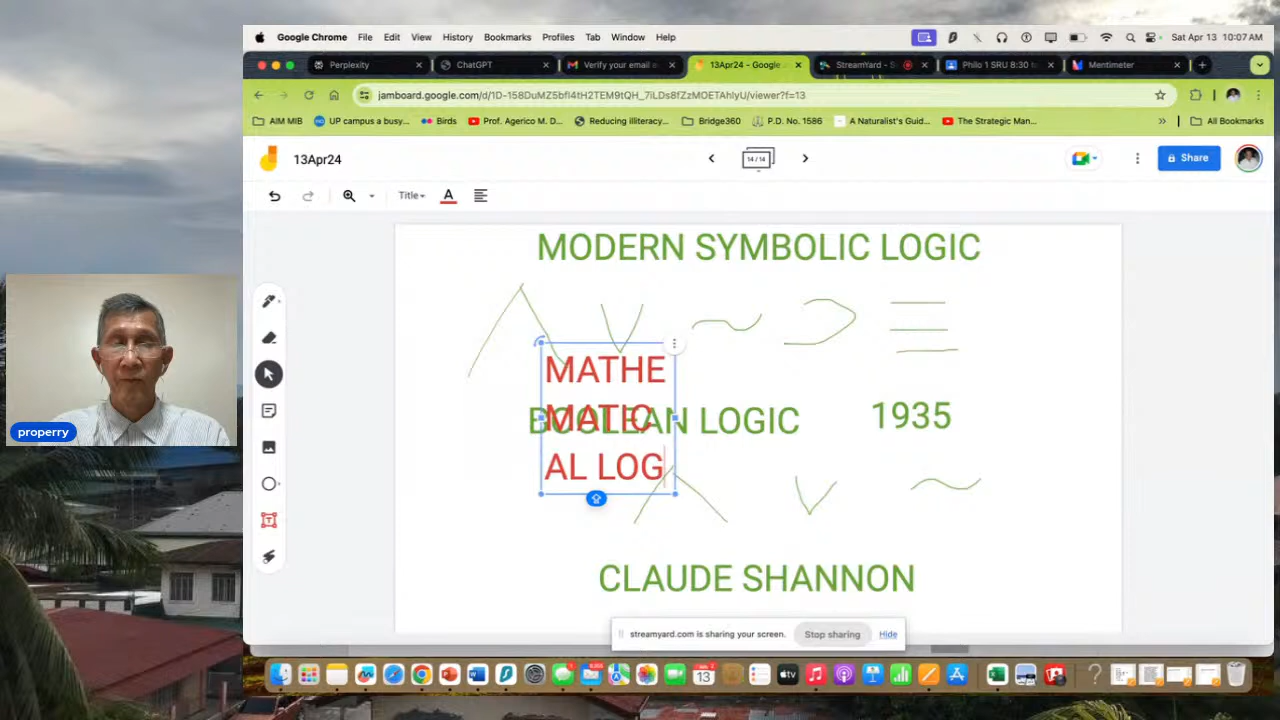 Google Chrome File Edit View History Bookmarks Profiles Tab Window Help Sat Apr 13 10:07 AM
Perplexity ChatGPT Verify your email 13Apr24 - Google StreamYard Philo 1 SRU 8:30 Mentimeter
jamboard.google.com/d/1D-158DuMZ5bfI4tH2TEM9tQH_7iLDs8fZzMOETAhlyU/viewer?f=13
AIM MIB UP campus a busy... Birds Prof. Agerico M. D... Reducing illiteracy... Bridge360 P.D. No. 1586 A Naturalist's Guid... The Strategic Man... » All Bookmarks
13Apr24 14 / 14 Share
Title
MODERN SYMBOLIC LOGIC
∧ ∨ ~ ⊃ ≡
MATHE
MATIC
AL LOG
BOOLEAN LOGIC 1935
∧ ∨ ~
CLAUDE SHANNON
properry
streamyard.com is sharing your screen. Stop sharing Hide